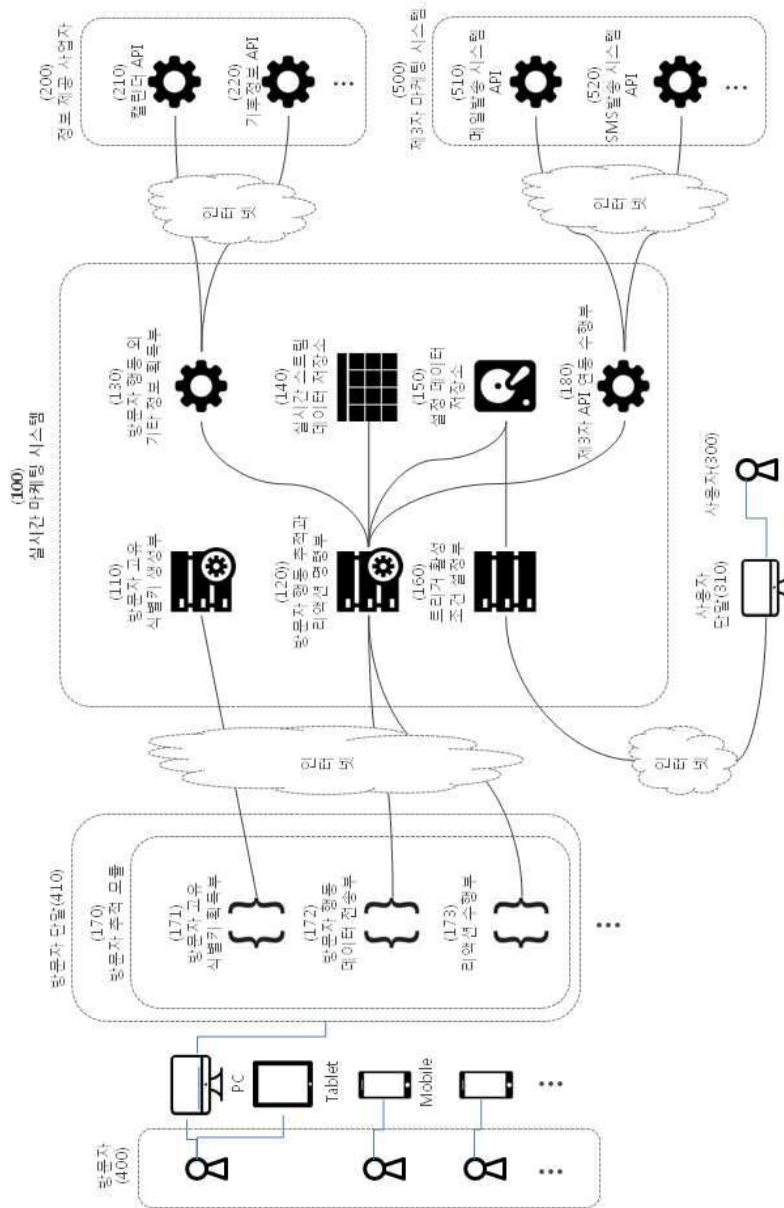 (100)
실시간 마케팅 시스템
방문자
(400)
PC
Tablet
Mobile
방문자 단말(410)
(170)
방문자 추적 모듈
(171)
방문자 고유
식별키 획득부
(172)
방문자 행동
데이터 전송부
(173)
리액션 수행부
인터넷
(110)
방문자 고유
식별키 생성부
(120)
방문자 행동 추적과
리액션 명령부
(160)
트리거 활성
조건 설정부
(130)
방문자 행동 외
기타 정보 획득부
(140)
실시간 스트림
데이터 저장소
(150)
설정 데이터
저장소
(180)
제3자 API 연동 수행부
인터넷
인터넷
(200)
정보 제공 사업자
(210)
캘린더 API
(220)
기후정보 API
(500)
제3자 마케팅 시스템
(510)
메일발송 시스템
API
(520)
SMS발송 시스템
API
인터넷
사용자
단말(310)
사용자(300)